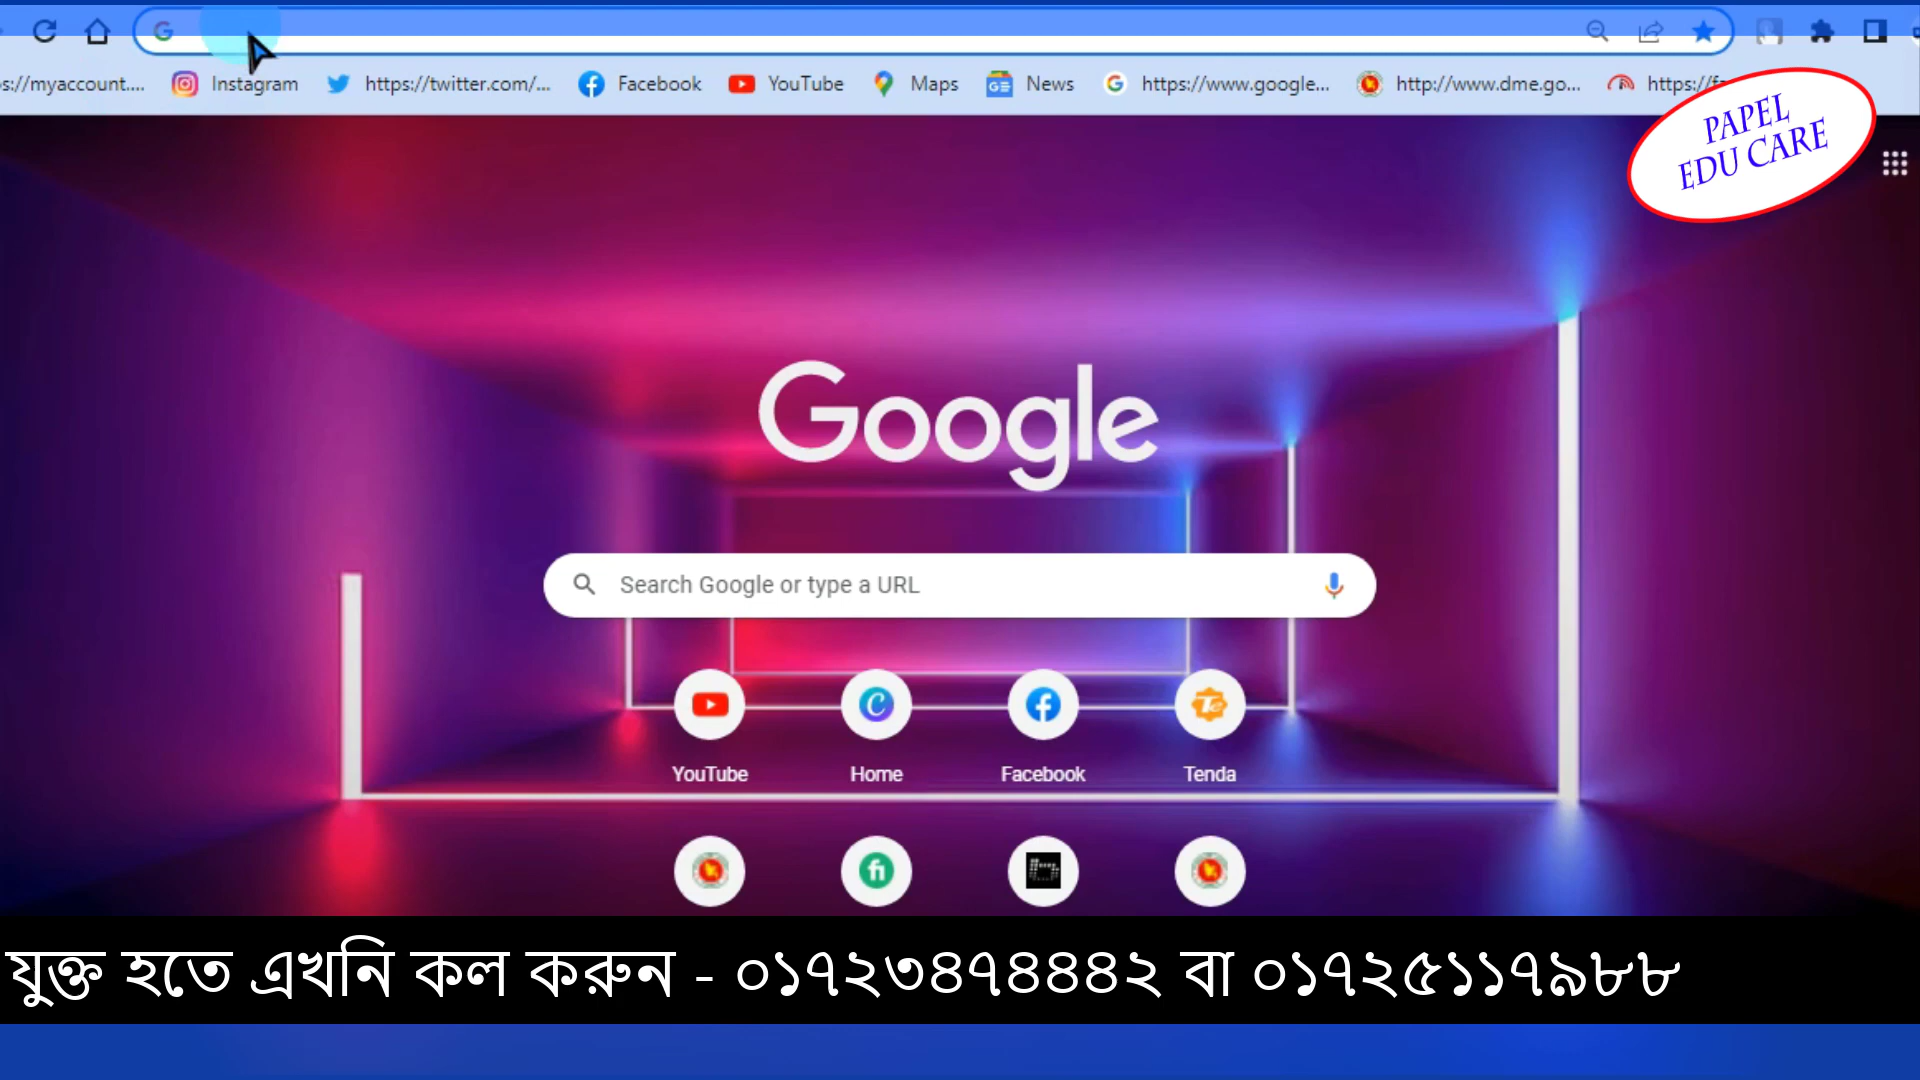 s://myaccount....
Instagram
https://twitter.com/...
Facebook
YouTube
Maps
News
https://www.google...
http://www.dme.go...
https://fa
PAPEL
EDU CARE
Google
Search Google or type a URL
YouTube
Home
Facebook
Tenda
যুক্ত হতে এখনি কল করুন - ০১৭২৩৪৭৪৪৪২ বা ০১৭২৫১১৭৯৮৮